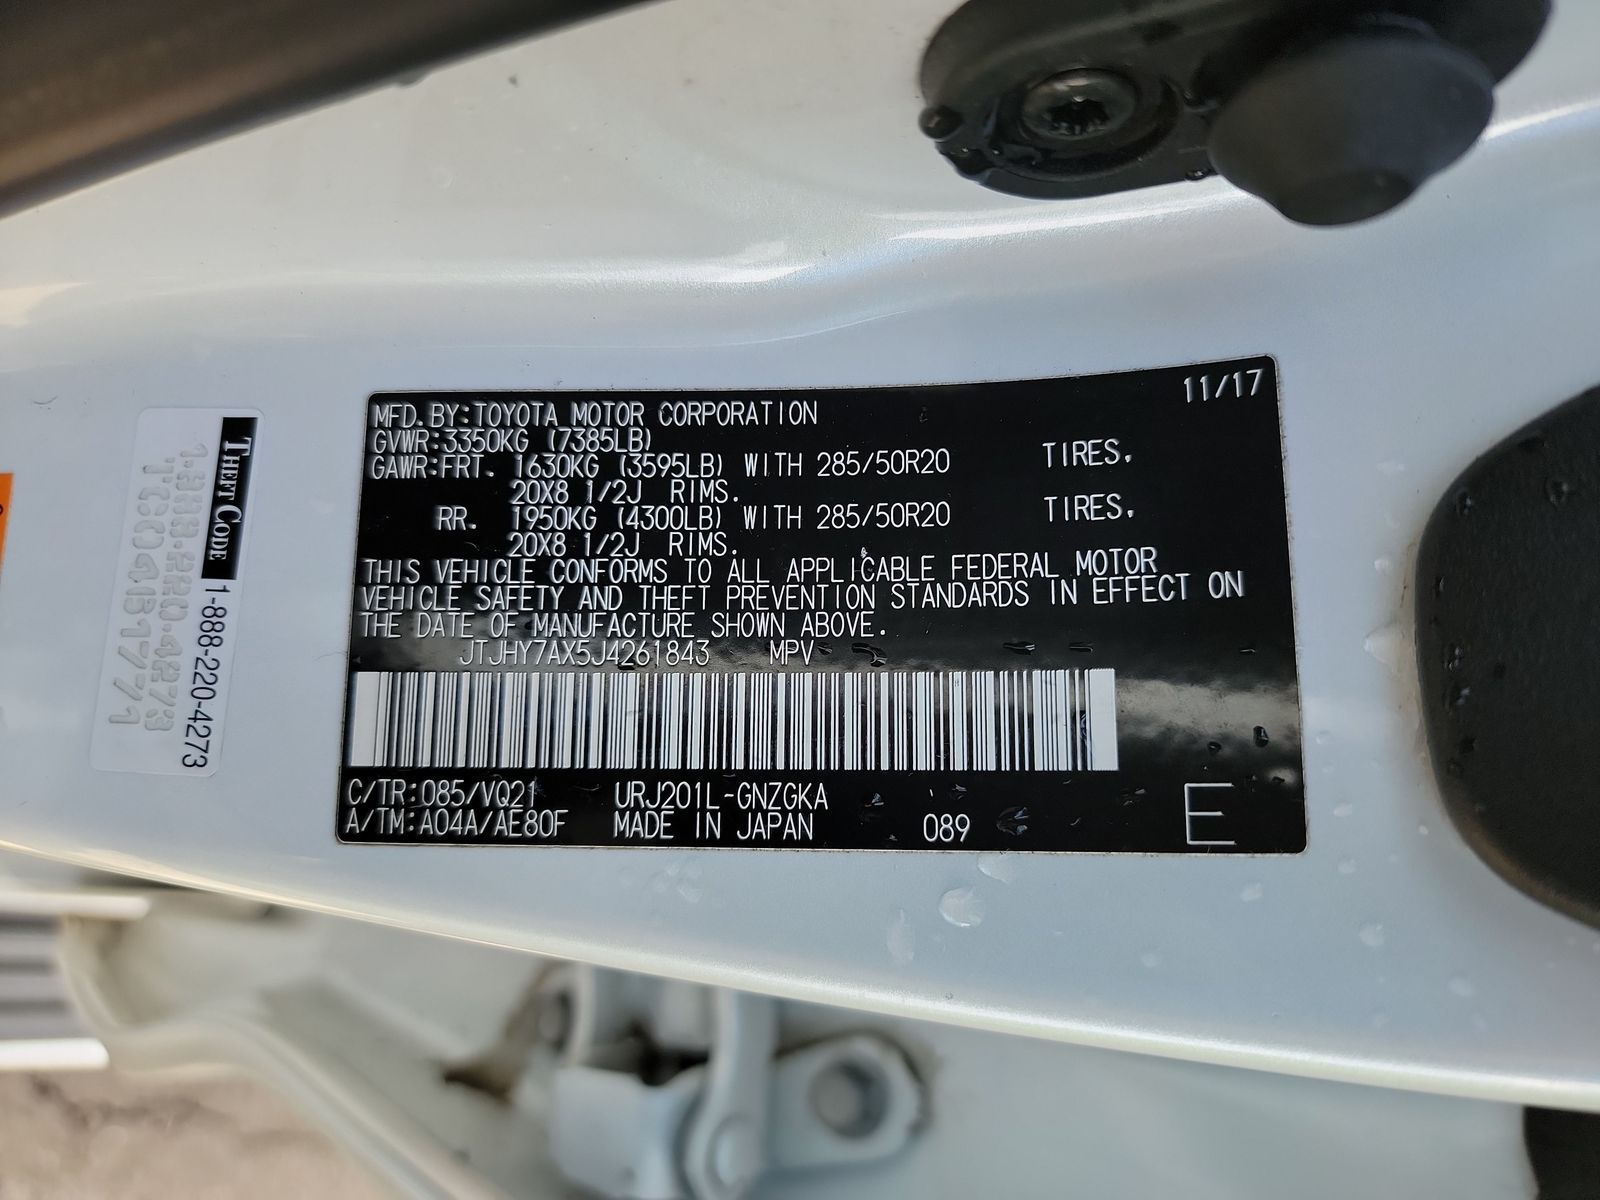 11/17
MFD. BY:TOYOTA MOTOR CORPORATION
GVWR:3350KG (7385LB)
GAWR:FRT. 1630KG (3595LB) WITH 285/50R20 TIRES.
20X8 1/2J RIMS.
RR. 1950KG (4300LB) WITH 285/50R20 TIRES.
20X8 1/2J RIMS.
THIS VEHICLE CONFORMS TO ALL APPLICABLE FEDERAL MOTOR
VEHICLE SAFETY AND THEFT PREVENTION STANDARDS IN EFFECT ON
THE DATE OF MANUFACTURE SHOWN ABOVE.
JTJHY7AX5J4261843 MPV
C/TR:085/VQ21 URJ201L-GNZGKA
A/TM:A04A/AE80F MADE IN JAPAN 089 E
THEFT CODE 1-888-220-4273
1-888-220-4273